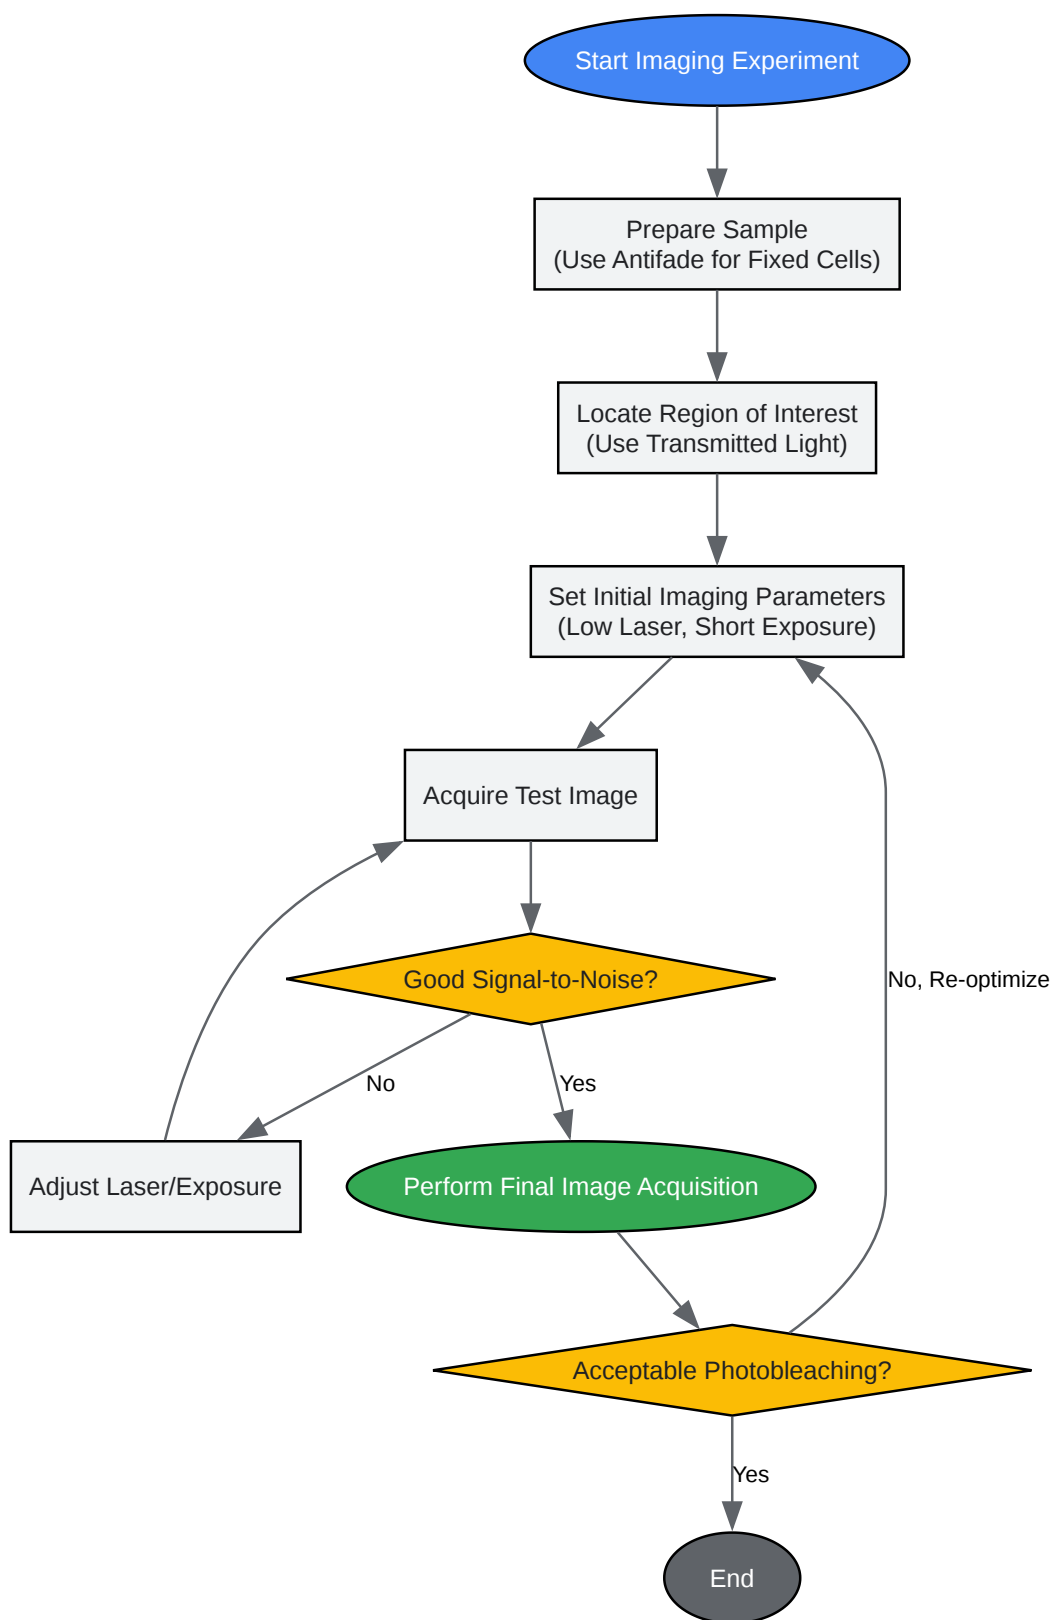 Start Imaging Experiment
Prepare Sample
(Use Antifade for Fixed Cells)
Locate Region of Interest
(Use Transmitted Light)
Set Initial Imaging Parameters
(Low Laser, Short Exposure)
Acquire Test Image
Good Signal-to-Noise?
No, Re-optimize
No
Yes
Adjust Laser/Exposure
Perform Final Image Acquisition
Acceptable Photobleaching?
Yes
End